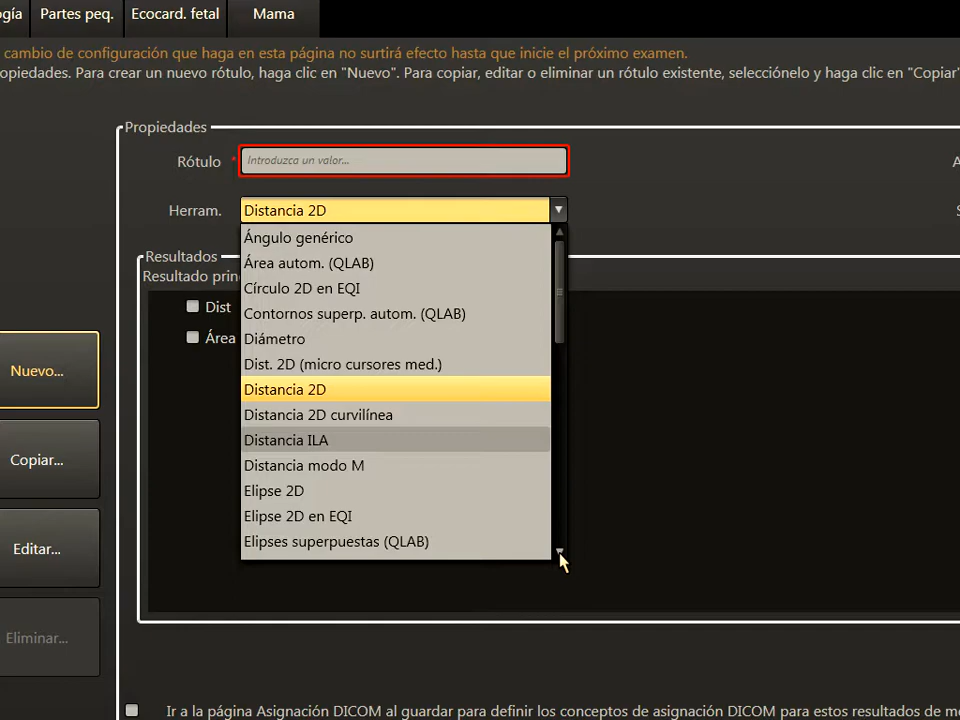 ogía
Partes peq.
Ecocard. fetal
Mama
cambio de configuración que haga en esta página no surtirá efecto hasta que inicie el próximo examen.
opiedades. Para crear un nuevo rótulo, haga clic en "Nuevo". Para copiar, editar o eliminar un rótulo existente, selecciónelo y haga clic en "Copiar"
Propiedades
Rótulo * Introduzca un valor...
A
Herram. Distancia 2D
S
Ángulo genérico
Resultados
Área autom. (QLAB)
Resultado prin
Círculo 2D en EQI
Dist
Contornos superp. autom. (QLAB)
Área
Diámetro
Dist. 2D (micro cursores med.)
Distancia 2D
Distancia 2D curvilínea
Distancia ILA
Distancia modo M
Elipse 2D
Elipse 2D en EQI
Elipses superpuestas (QLAB)
Nuevo...
Copiar...
Editar...
Eliminar...
Ir a la página Asignación DICOM al guardar para definir los conceptos de asignación DICOM para estos resultados de me